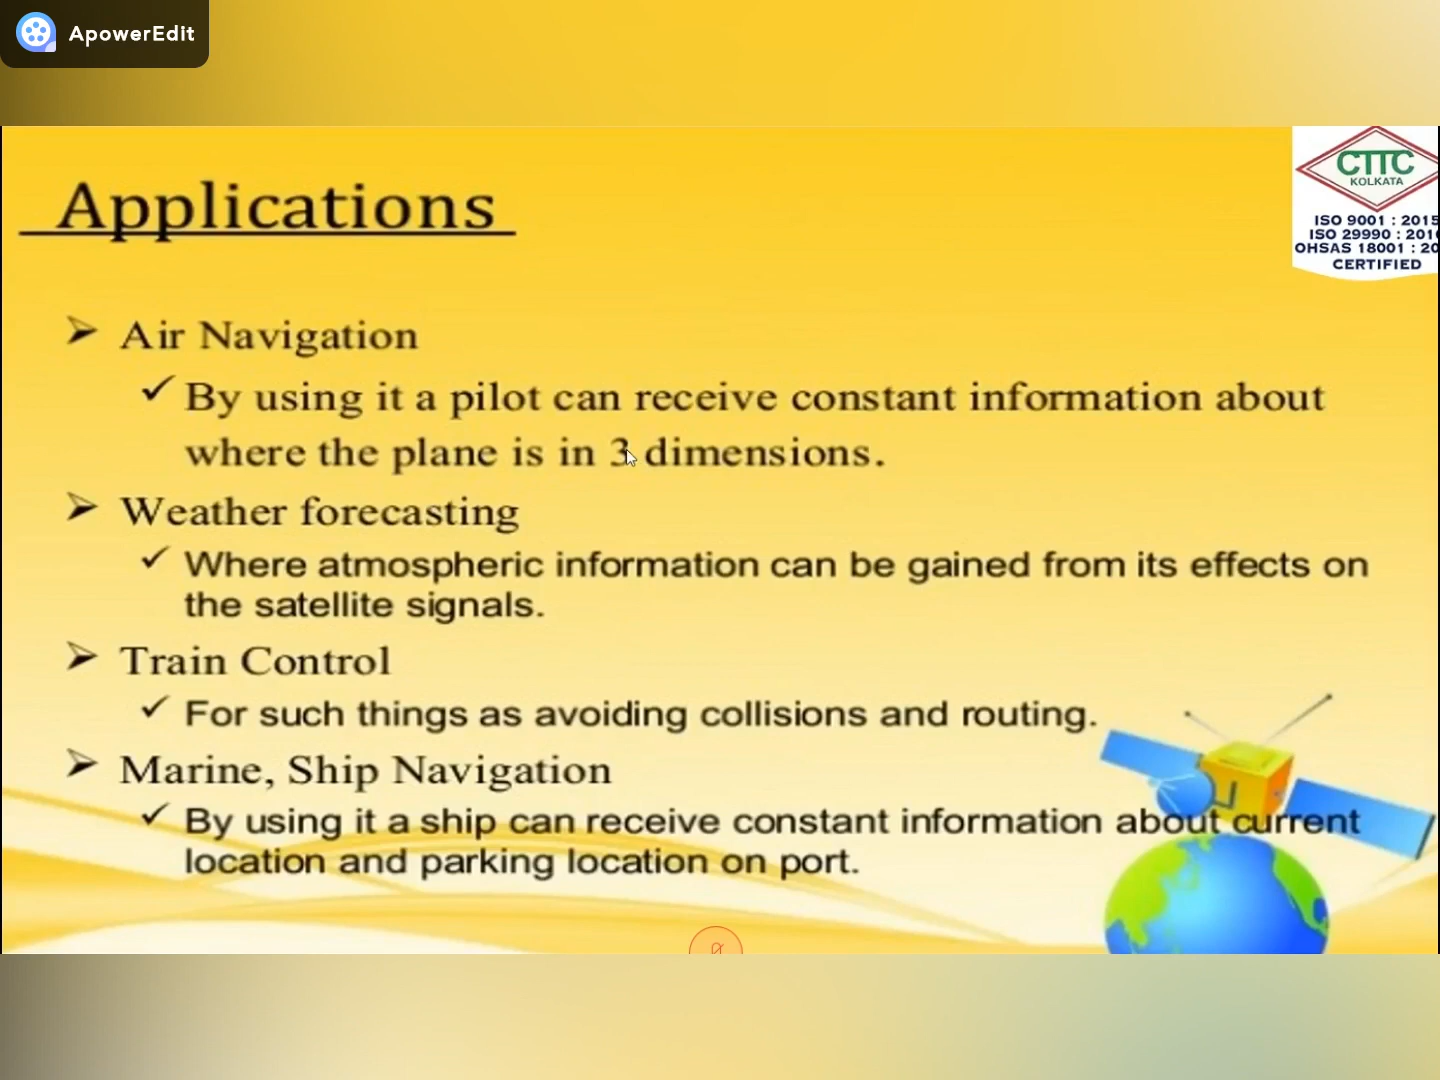 ApowerEdit
CTTC
KOLKATA
ISO 9001 : 2015
ISO 29990 :
OHSAS 18001 :
CERTIFIED
Applications
➢ Air Navigation
✓ By using it a pilot can receive constant information about
where the plane is in 3 dimensions.
➢ Weather forecasting
✓ Where atmospheric information can be gained from its effects on
the satellite signals.
➢ Train Control
✓ For such things as avoiding collisions and routing.
➢ Marine, Ship Navigation
✓ By using it a ship can receive constant information about current
location and parking location on port.